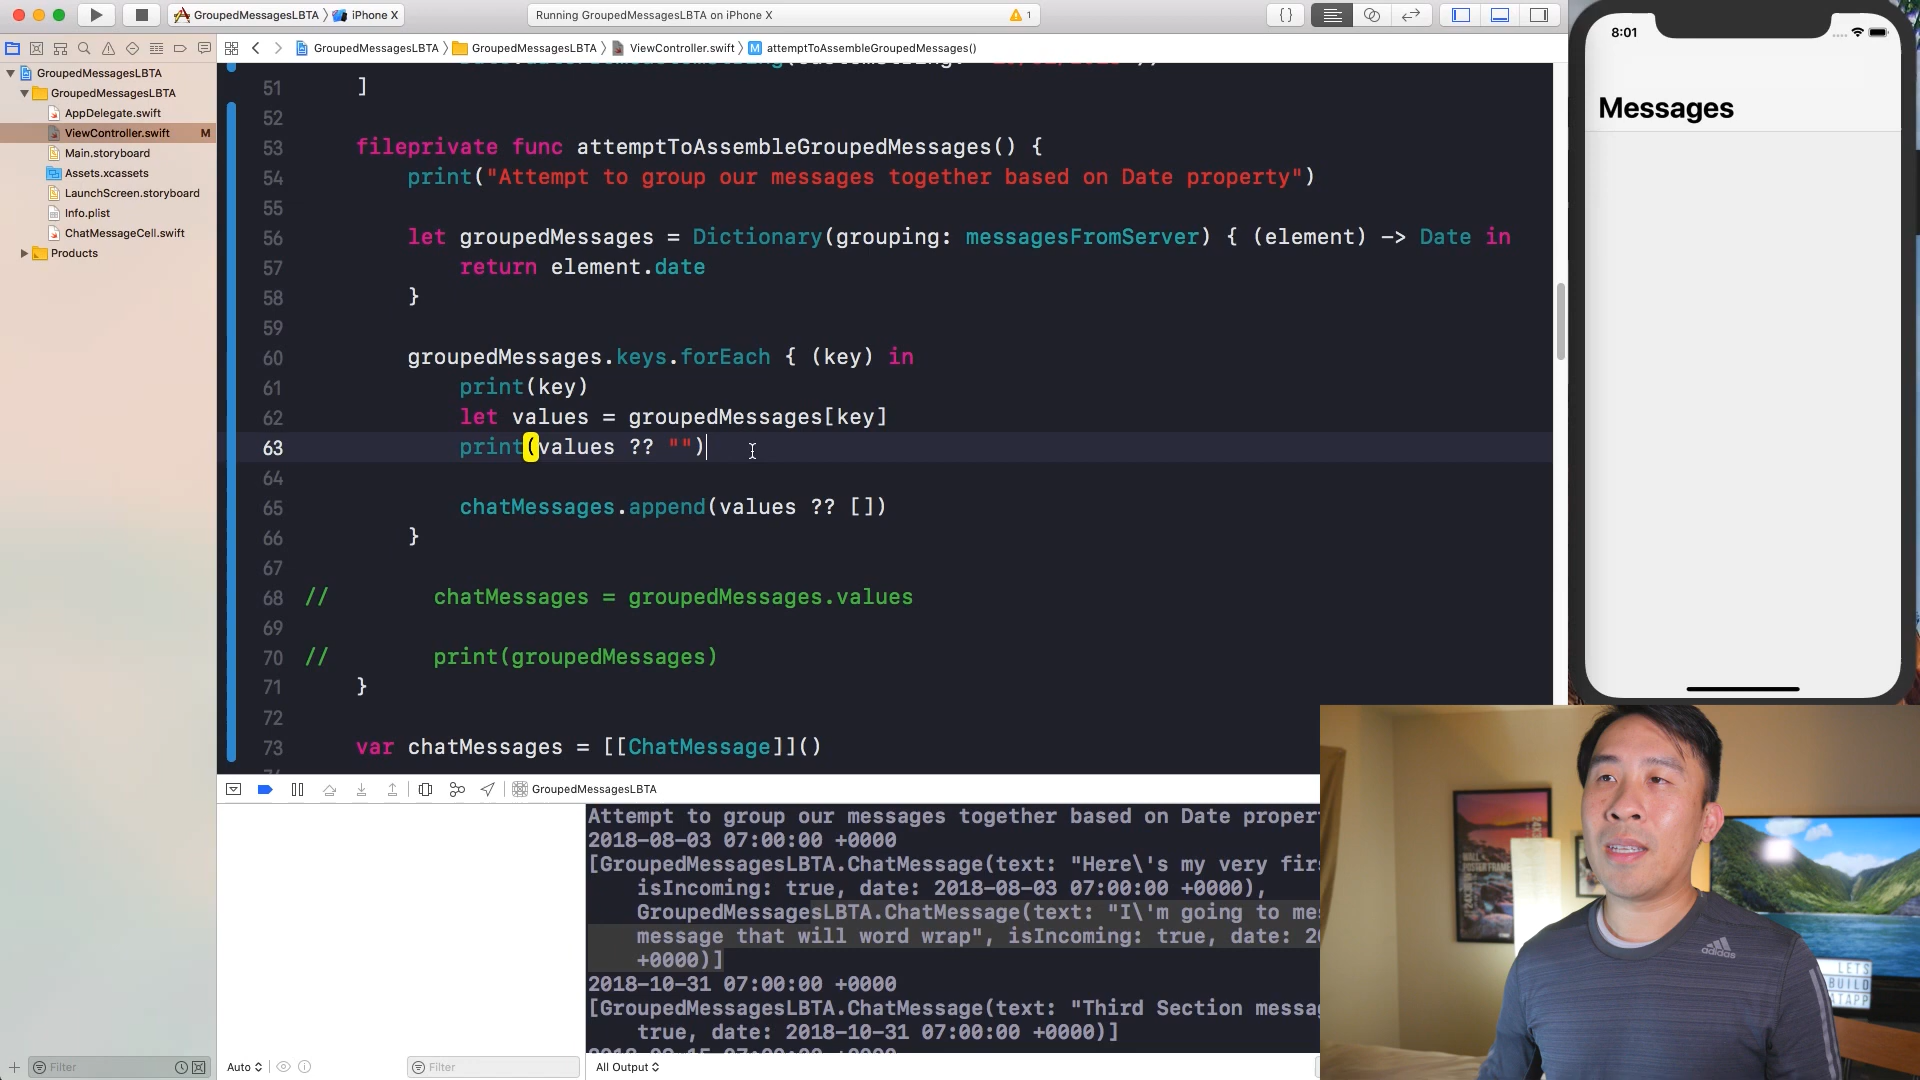 GroupedMessagesLBTA 〉 iPhone X
Running GroupedMessagesLBTA on iPhone X
1
GroupedMessagesLBTA 〉 GroupedMessagesLBTA 〉 ViewController.swift 〉 M attemptToAssembleGroupedMessages()
GroupedMessagesLBTA
GroupedMessagesLBTA
AppDelegate.swift
ViewController.swift M
Main.storyboard
Assets.xcassets
LaunchScreen.storyboard
Info.plist
ChatMessageCell.swift
Products
Filter
51 ]
52
53 fileprivate func attemptToAssembleGroupedMessages() {
54 print("Attempt to group our messages together based on Date property")
55
56 let groupedMessages = Dictionary(grouping: messagesFromServer) { (element) -> Date in
57 return element.date
58 }
59
60 groupedMessages.keys.forEach { (key) in
61 print(key)
62 let values = groupedMessages[key]
63 print(values ?? "")
64
65 chatMessages.append(values ?? [])
66 }
67
68 // chatMessages = groupedMessages.values
69
70 // print(groupedMessages)
71 }
72
73 var chatMessages = [[ChatMessage]]()
GroupedMessagesLBTA
Attempt to group our messages together based on Date proper
2018-08-03 07:00:00 +0000
[GroupedMessagesLBTA.ChatMessage(text: "Here\'s my very fir
isIncoming: true, date: 2018-08-03 07:00:00 +0000),
GroupedMessagesLBTA.ChatMessage(text: "I\'m going to me
message that will word wrap", isIncoming: true, date: 2
+0000)]
2018-10-31 07:00:00 +0000
[GroupedMessagesLBTA.ChatMessage(text: "Third Section messa
true, date: 2018-10-31 07:00:00 +0000)]
Auto
Filter
All Output
8:01
Messages
adidas
LETS
BUILD